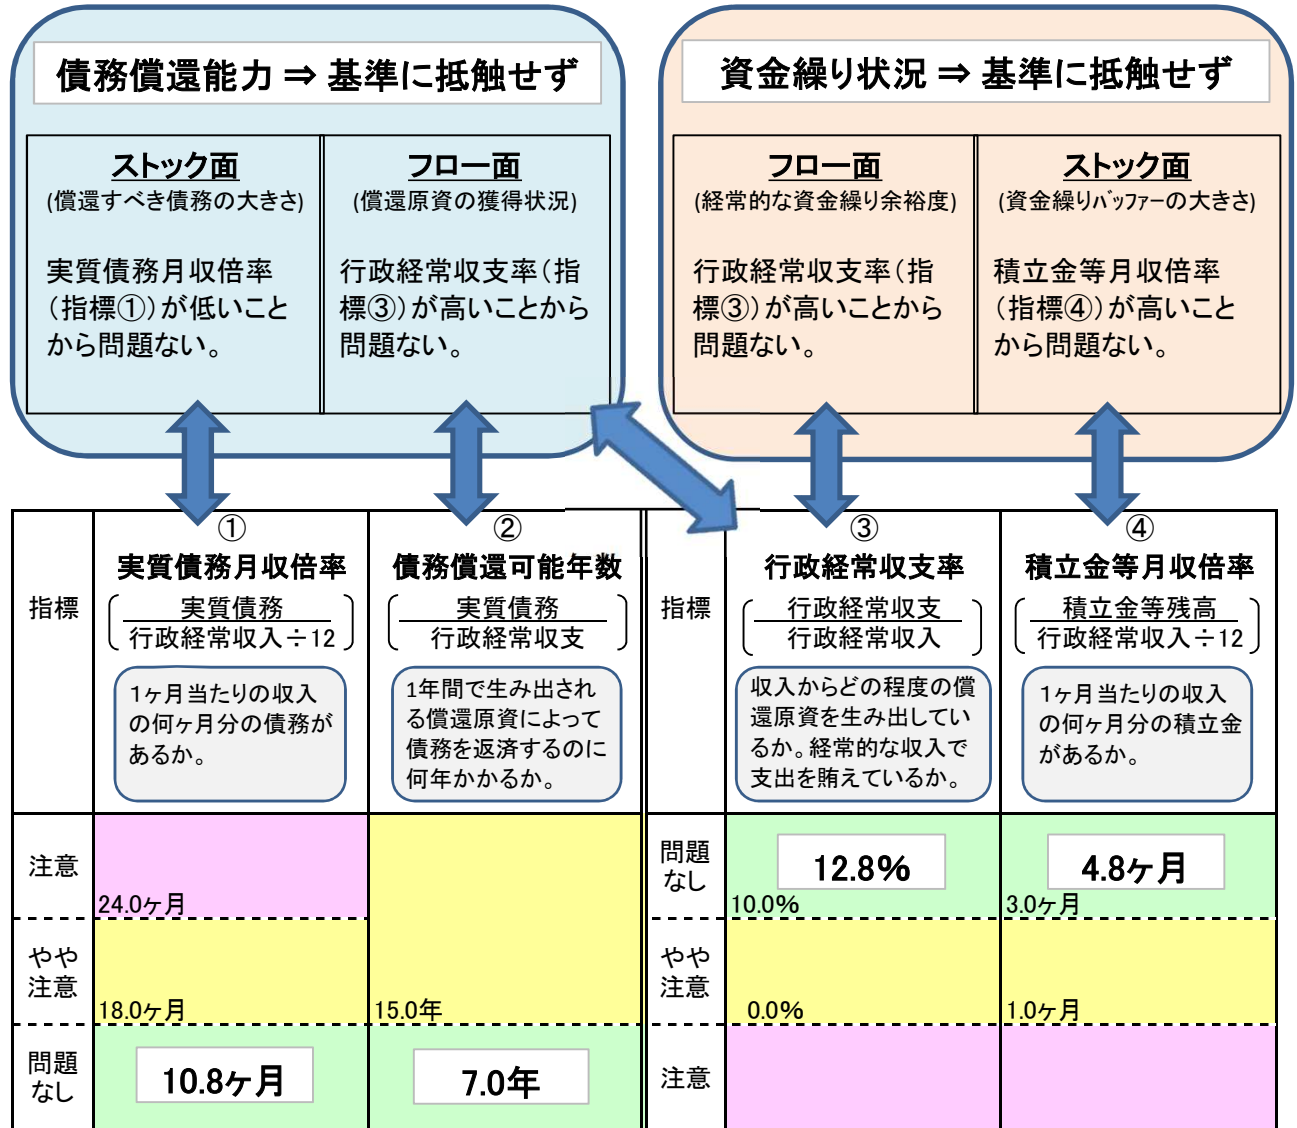 債務償還能力 ⇒ 基準に抵触せず
ストック面
(償還すべき債務の大きさ)
実質債務月収倍率
（指標①）が低いこと
から問題ない。
フロー面
(償還原資の獲得状況)
行政経常収支率（指
標③）が高いことから
問題ない。
資金繰り状況 ⇒ 基準に抵触せず
フロー面
(経常的な資金繰り余裕度)
行政経常収支率（指
標③）が高いことから
問題ない。
ストック面
(資金繰りﾊﾞｯﾌｧｰの大きさ)
積立金等月収倍率
（指標④）が高いこと
から問題ない。
指標
①
実質債務月収倍率
実質債務
行政経常収入÷12
1ヶ月当たりの収入
の何ヶ月分の債務が
あるか。
②
債務償還可能年数
実質債務
行政経常収支
1年間で生み出され
る償還原資によって
債務を返済するのに
何年かかるか。
指標
③
行政経常収支率
行政経常収支
行政経常収入
収入からどの程度の償
還原資を生み出してい
るか。経常的な収入で
支出を賄えているか。
④
積立金等月収倍率
積立金等残高
行政経常収入÷12
1ヶ月当たりの収入
の何ヶ月分の積立金
があるか。
注意
24.0ヶ月
問題
なし
12.8%
10.0%
4.8ヶ月
3.0ヶ月
やや
注意
18.0ヶ月
15.0年
やや
注意
0.0%
1.0ヶ月
問題
なし
10.8ヶ月
7.0年
注意